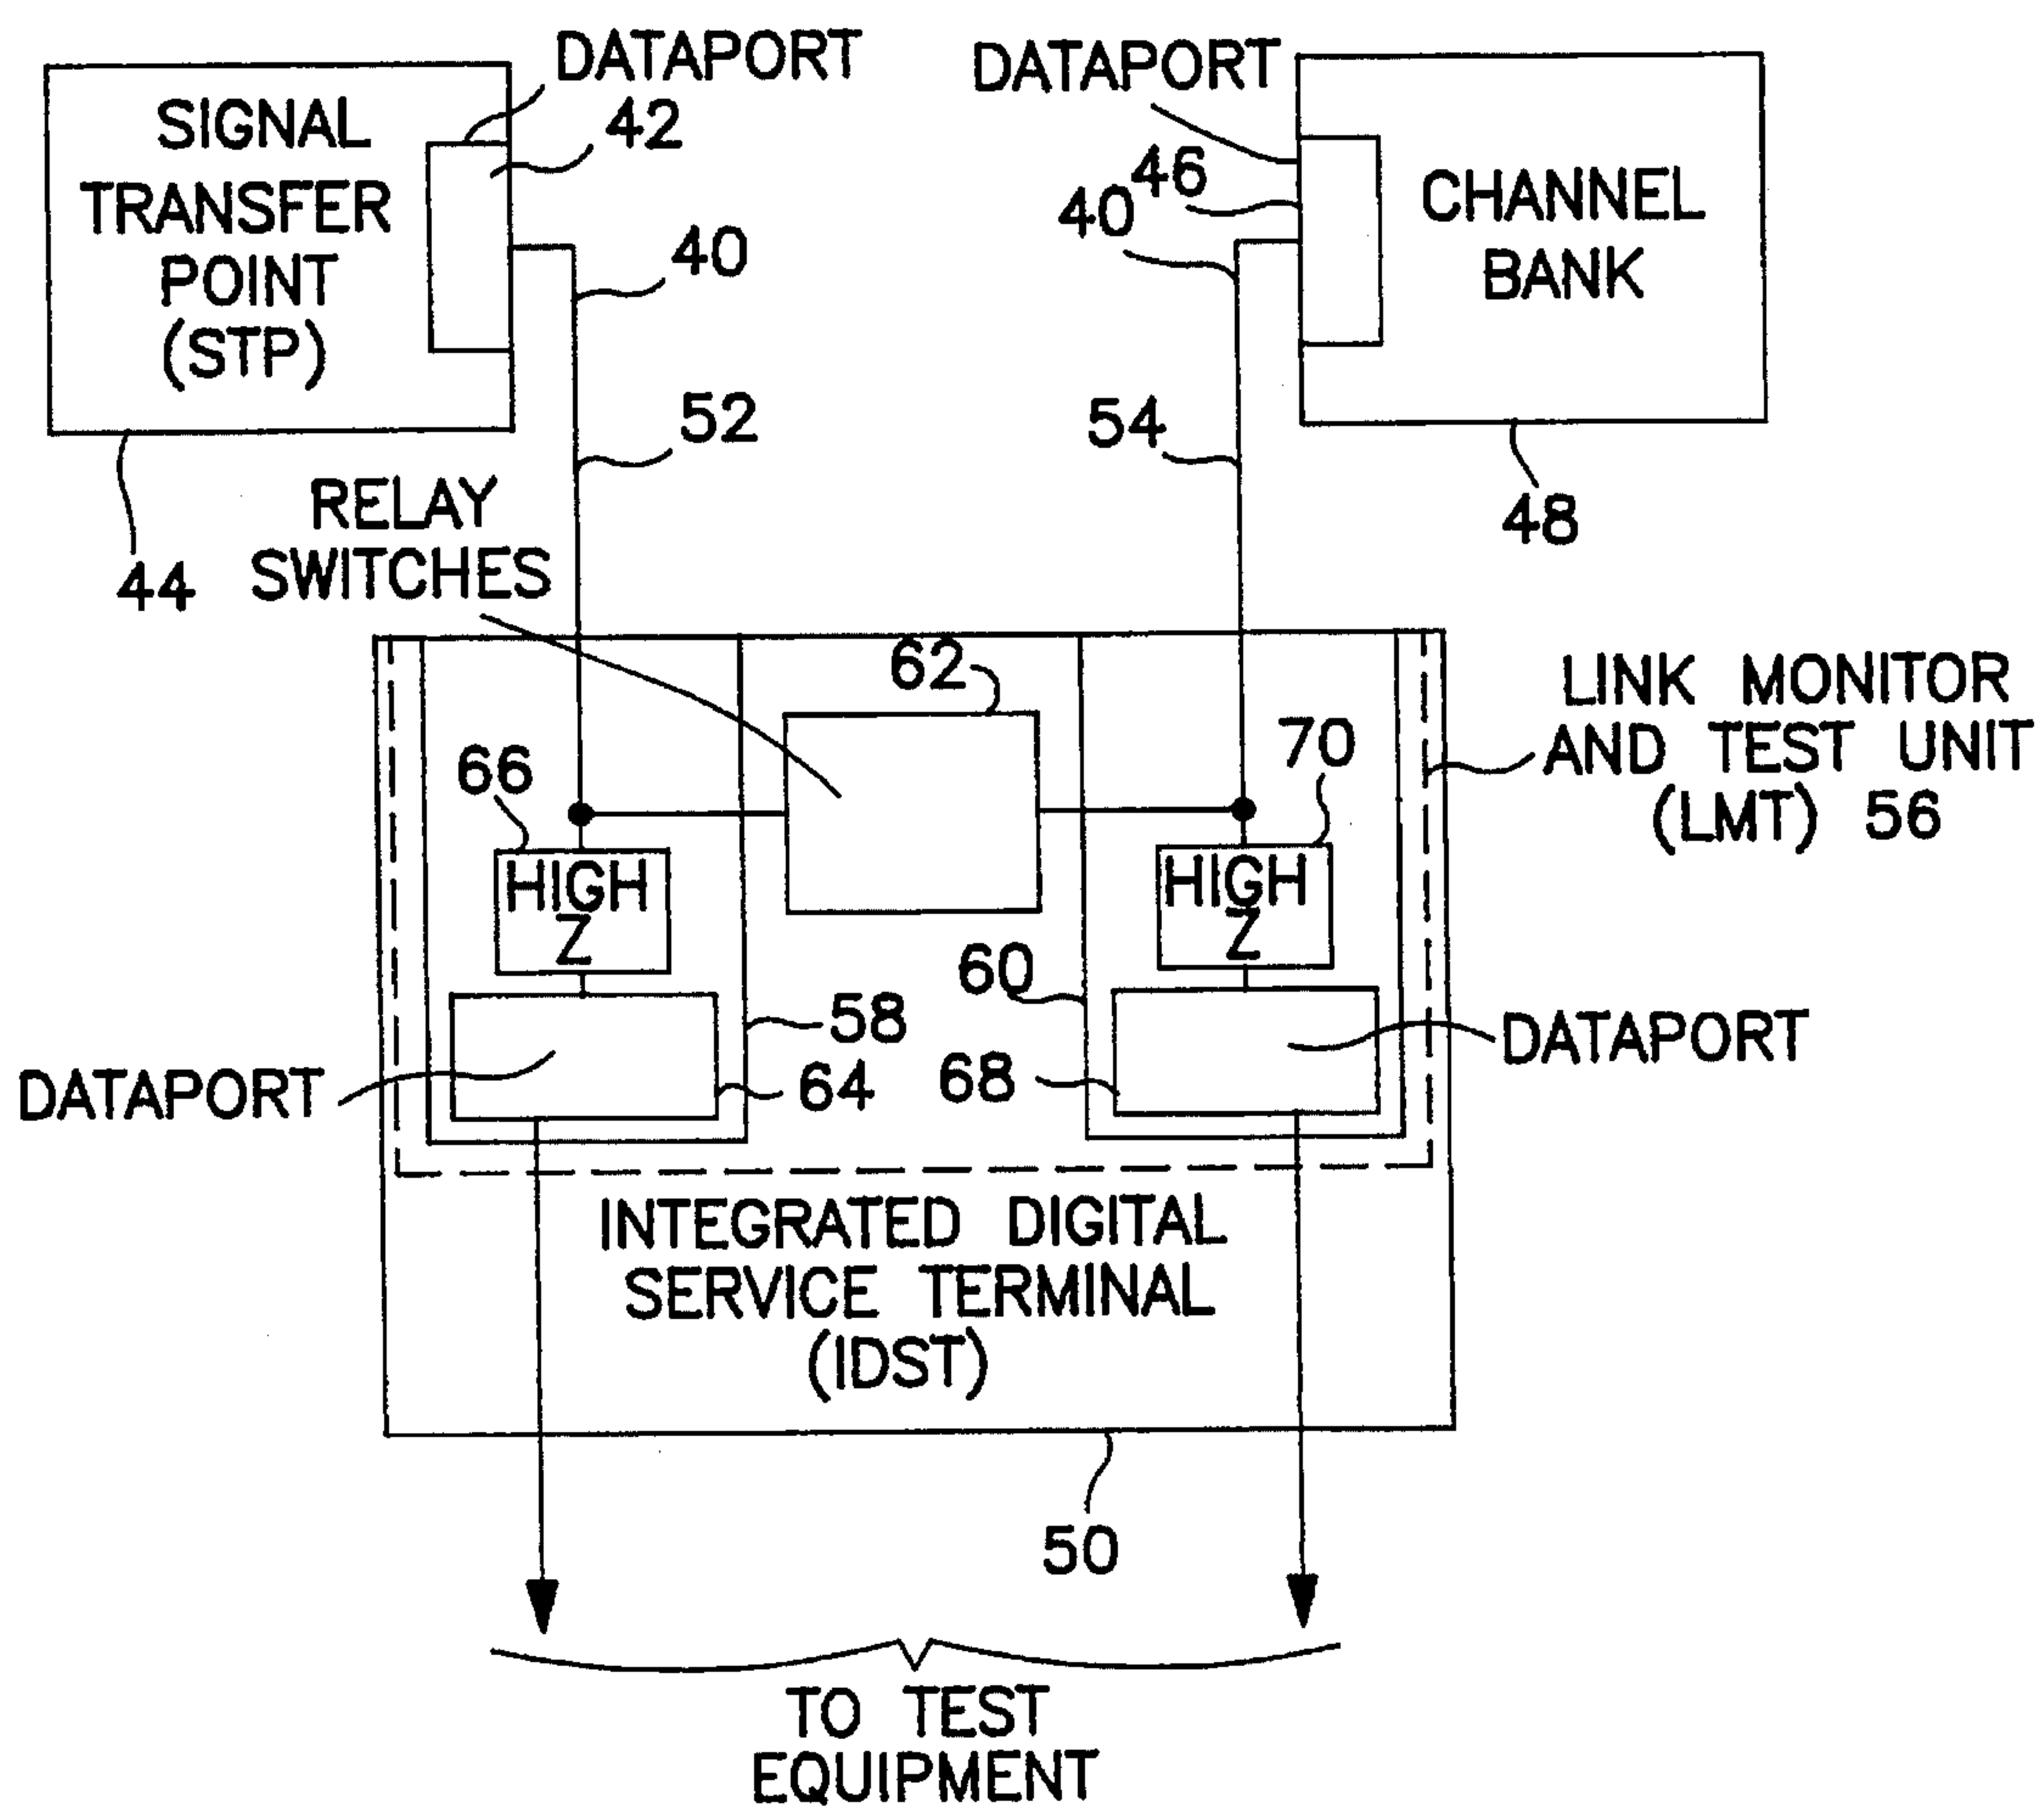 DATAPORT
42
SIGNAL
TRANSFER
POINT
(STP)
40
52
44
DATAPORT
46
40
CHANNEL
BANK
54
48
RELAY
SWITCHES
62
66
70
HIGH
Z
HIGH
Z
LINK MONITOR
AND TEST UNIT
(LMT) 56
58
60
64
68
DATAPORT
DATAPORT
INTEGRATED DIGITAL
SERVICE TERMINAL
(IDST)
50
TO TEST
EQUIPMENT